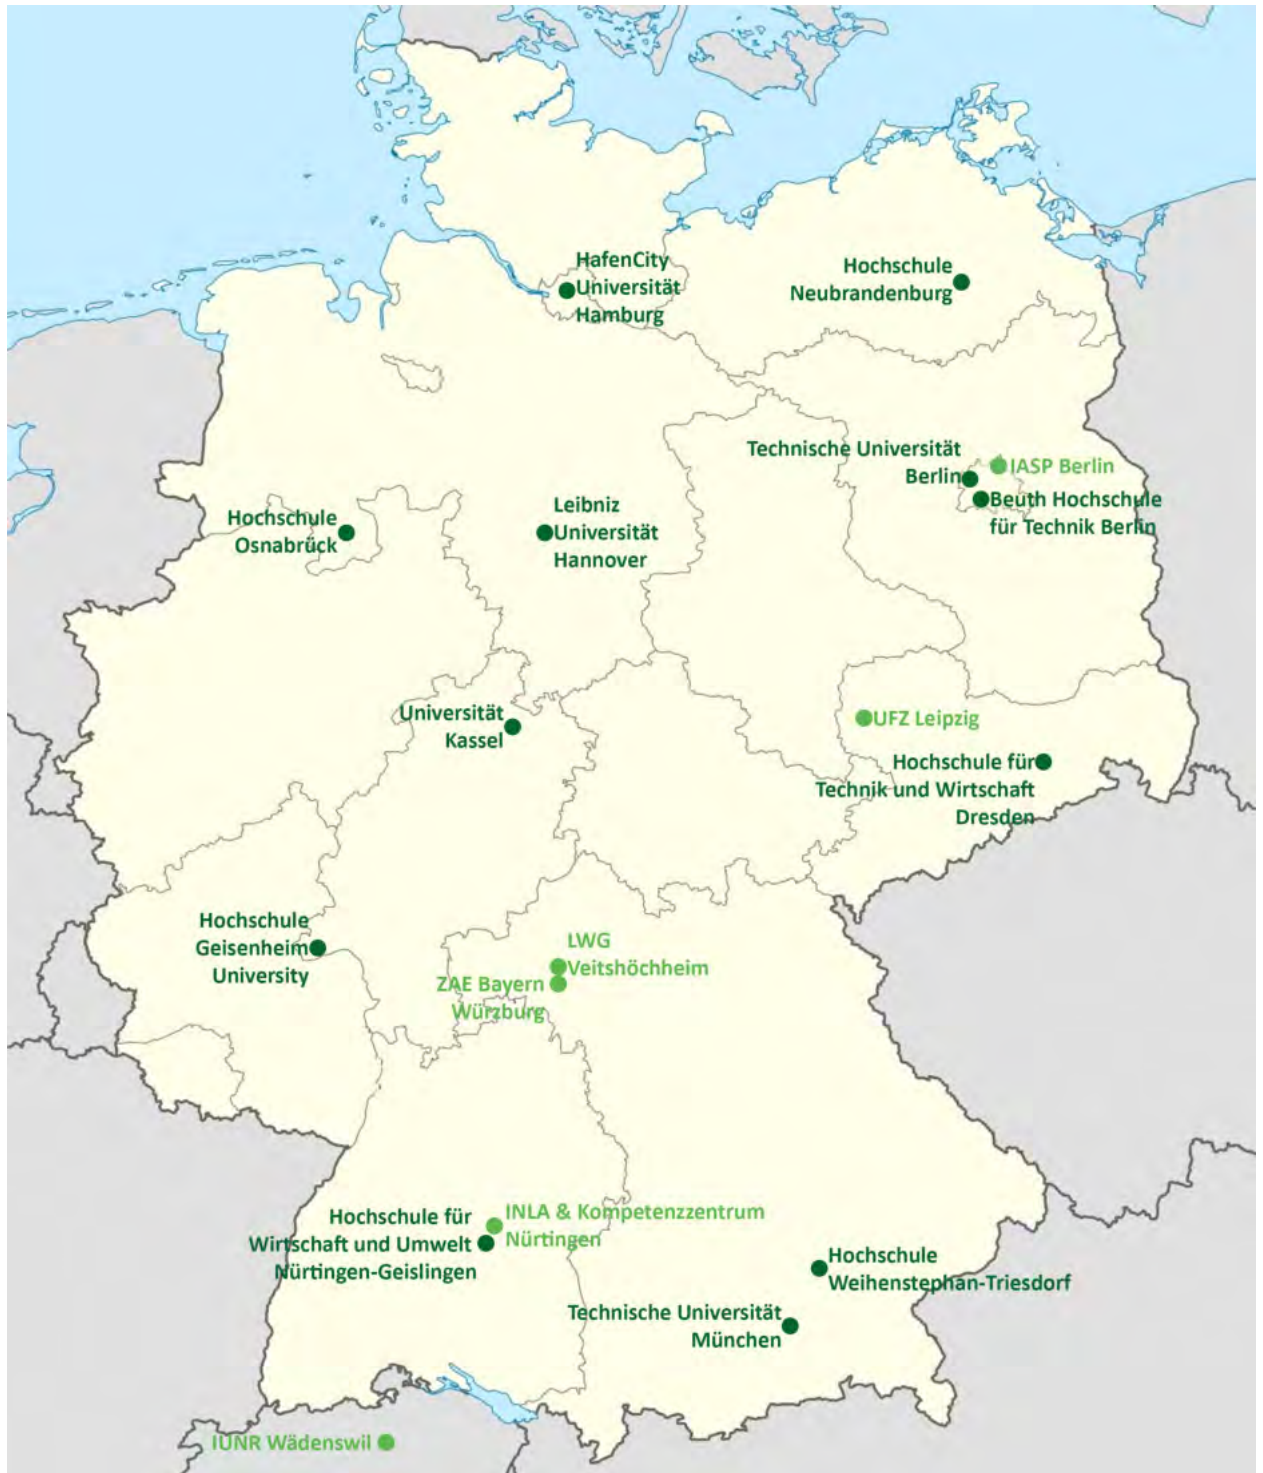 HafenCity
Universität
Hamburg
Hochschule
Neubrandenburg
Technische Universität
Berlin
IASP Berlin
Beuth Hochschule
für Technik Berlin
Hochschule
Osnabrück
Leibniz
Universität
Hannover
Universität
Kassel
UFZ Leipzig
Hochschule für
Technik und Wirtschaft
Dresden
Hochschule
Geisenheim
University
LWG
Veitshöchheim
ZAE Bayern
Würzburg
INLA & Kompetenzzentrum
Nürtingen
Hochschule für
Wirtschaft und Umwelt
Nürtingen-Geislingen
Hochschule
Weihenstephan-Triesdorf
Technische Universität
München
IUNR Wädenswil